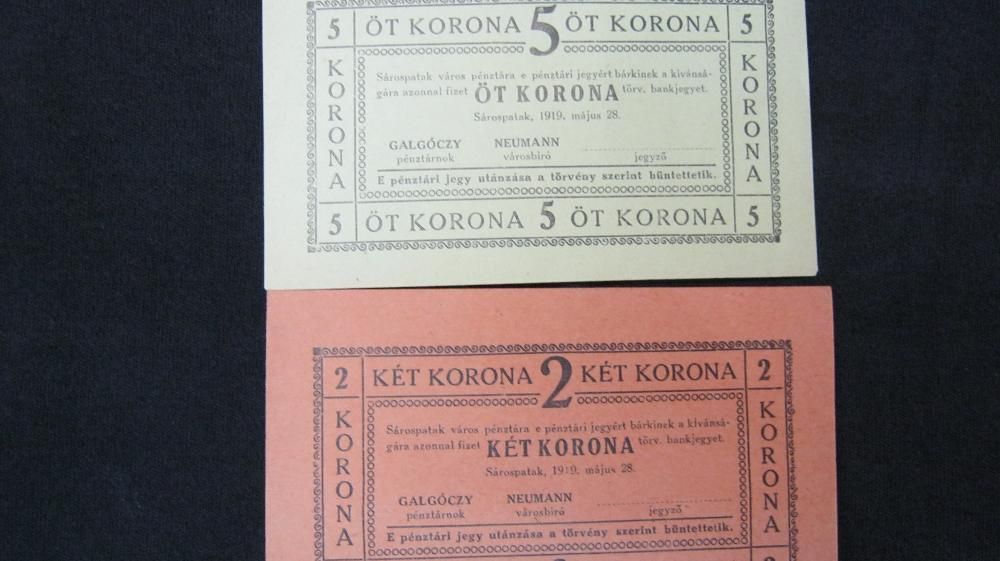 5 ÖT KORONA 5 ÖT KORONA 5
KORONA
Sárospatak város pénztára e pénztári jegyért bárkinek a kivánsá-
gára azonnal fizet ÖT KORONA törv. bankjegyet.
Sárospatak, 1919. május 28.
GALGÓCZY NEUMANN
pénztárnok városbiró jegyző
E pénztári jegy utánzása a törvény szerint büntettetik.
KORONA
5 ÖT KORONA 5 ÖT KORONA 5
2 KÉT KORONA 2 KÉT KORONA 2
KORONA
Sárospatak város pénztára e pénztári jegyért bárkinek a kívánsá-
gára azonnal fizet KÉT KORONA törv. bankjegyet.
Sárospatak, 1919. május 28.
GALGÓCZY NEUMANN
pénztárnok városbiró jegyző
E pénztári jegy utánzása a törvény szerint büntettetik.
KORONA